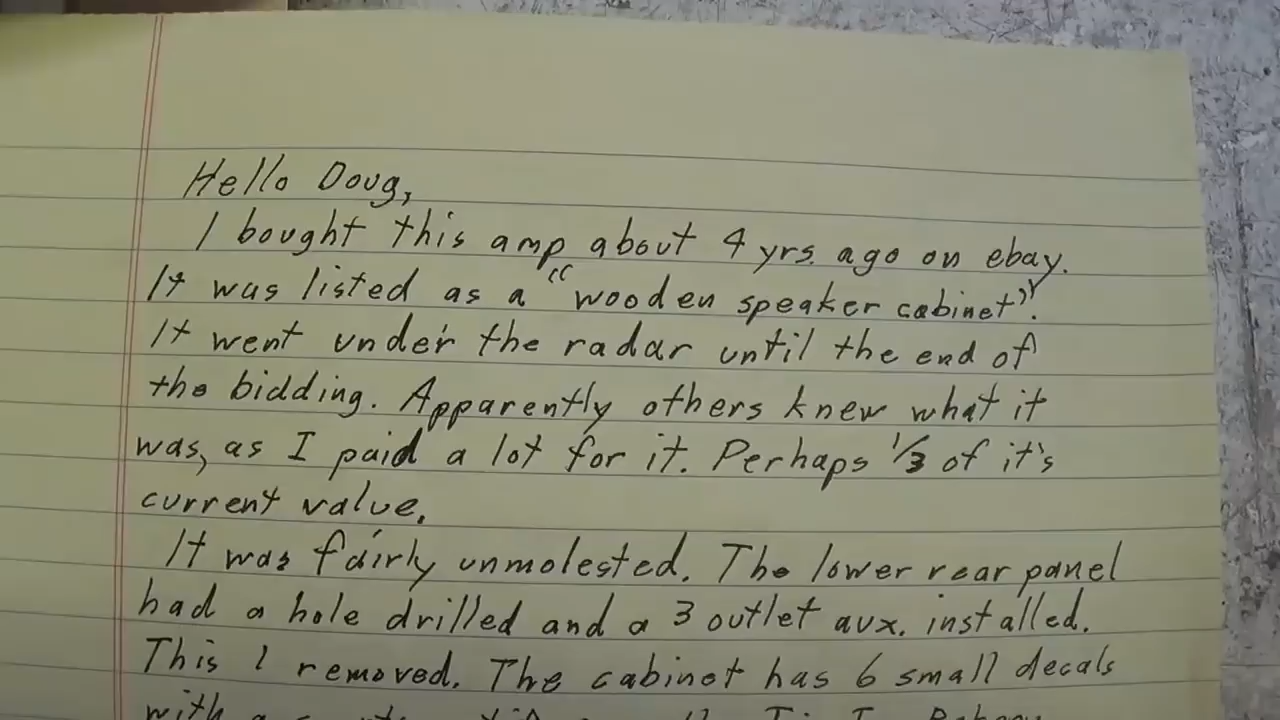 Hello Doug,
I bought this amp about 4 yrs. ago on ebay.
It was listed as a "wooden speaker cabinet".
It went under the radar until the end of
the bidding. Apparently others knew what it
was, as I paid a lot for it. Perhaps 1/3 of it's
current value.
It was fairly unmolested. The lower rear panel
had a hole drilled and a 3 outlet aux. installed.
This I removed. The cabinet has 6 small decals
with a